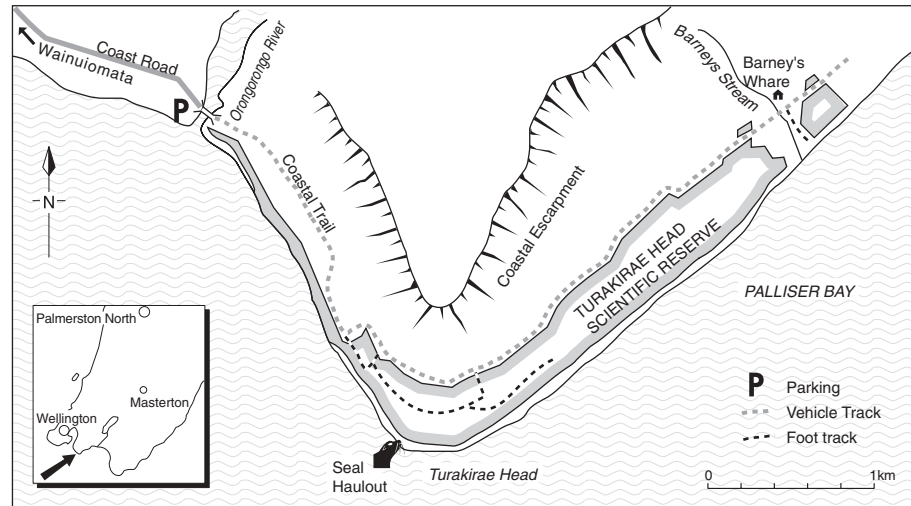 Wainuiomata
Coast Road
Orongorongo River
P
Coastal Trail
N
Coastal Escarpment
Barneys Stream
Barney's
Whare
TURAKIRAE HEAD
SCIENTIFIC RESERVE
PALLISER BAY
Palmerston North
Masterton
Wellington
Seal
Haulout
Turakirae Head
P Parking
Vehicle Track
Foot track
0 1km